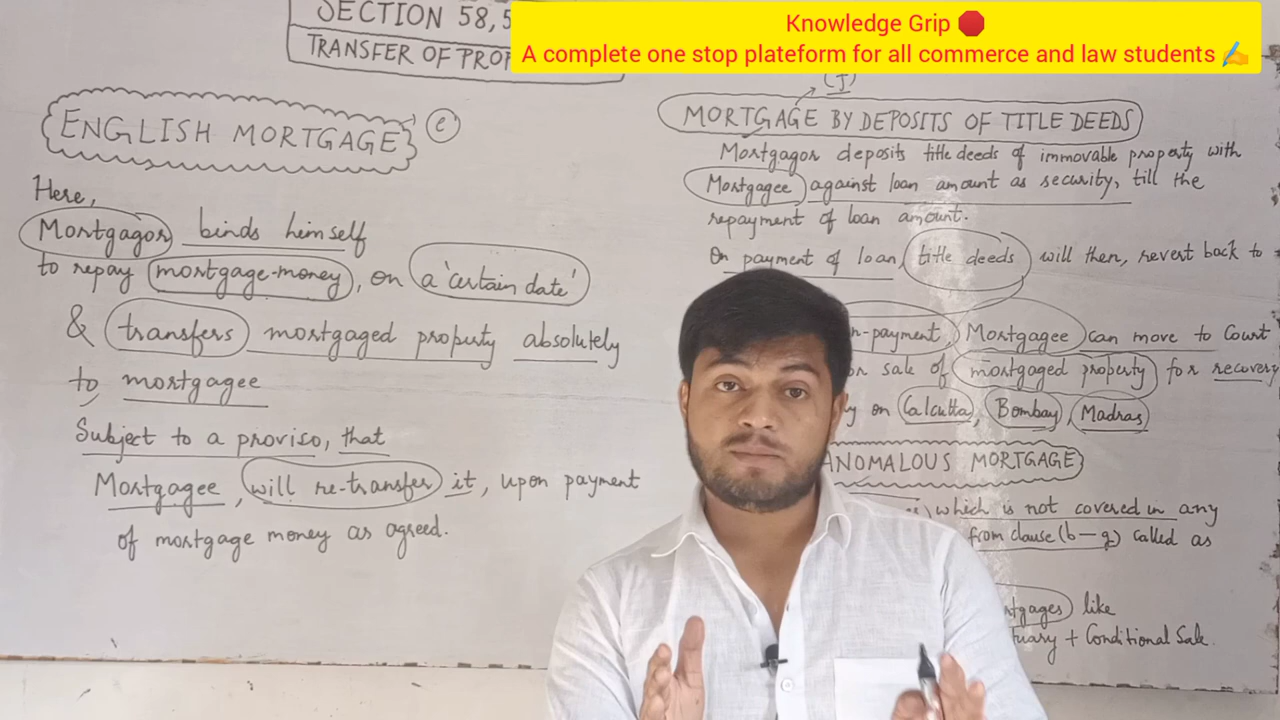 SECTION 58,
TRANSFER OF PROP
Knowledge Grip 🛑
A complete one stop plateform for all commerce and law students ✍️
ENGLISH MORTGAGE → (e)
Here,
Mortgagor binds himself
to repay mortgage-money, on a 'certain date'
& transfers mortgaged property absolutely
to mortgagee
Subject to a proviso, that
Mortgagee, will re-transfer it, upon payment
of mortgage money as agreed.
(f)
MORTGAGE BY DEPOSITS OF TITLE DEEDS
Mortgagor deposits title deeds of immovable property with
Mortgagee against loan amount as security, till the
repayment of loan amount.
On payment of loan, title deeds will then, revert back to
n-payment, Mortgagee can move to Court
sale of mortgaged property for recovery
on Calcutta, Bombay, Madras
ANOMALOUS MORTGAGE
which is not covered in any
from clause (b-g) called as
tgages like
tuary + Conditional Sale.